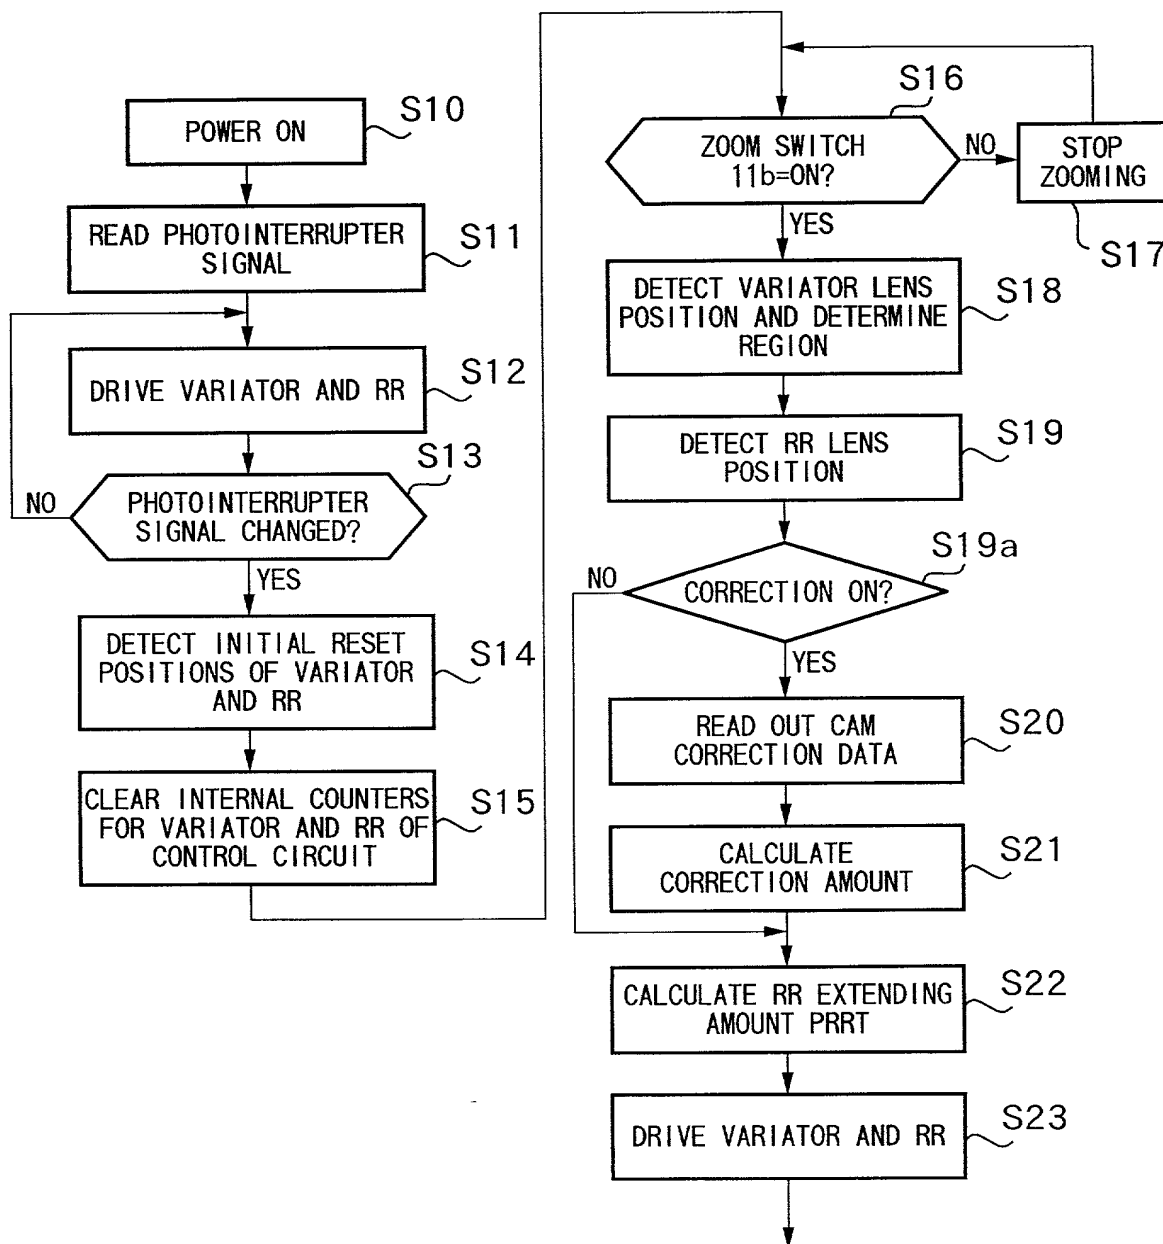 POWER ON
S10
READ PHOTOINTERRUPTER
SIGNAL
S11
DRIVE VARIATOR AND RR
S12
PHOTOINTERRUPTER
SIGNAL CHANGED?
S13
NO
YES
DETECT INITIAL RESET
POSITIONS OF VARIATOR
AND RR
S14
CLEAR INTERNAL COUNTERS
FOR VARIATOR AND RR OF
CONTROL CIRCUIT
S15
ZOOM SWITCH
11b=ON?
S16
NO
STOP
ZOOMING
S17
YES
DETECT VARIATOR LENS
POSITION AND DETERMINE
REGION
S18
DETECT RR LENS
POSITION
S19
CORRECTION ON?
S19a
NO
YES
READ OUT CAM
CORRECTION DATA
S20
CALCULATE
CORRECTION AMOUNT
S21
CALCULATE RR EXTENDING
AMOUNT PRRT
S22
DRIVE VARIATOR AND RR
S23